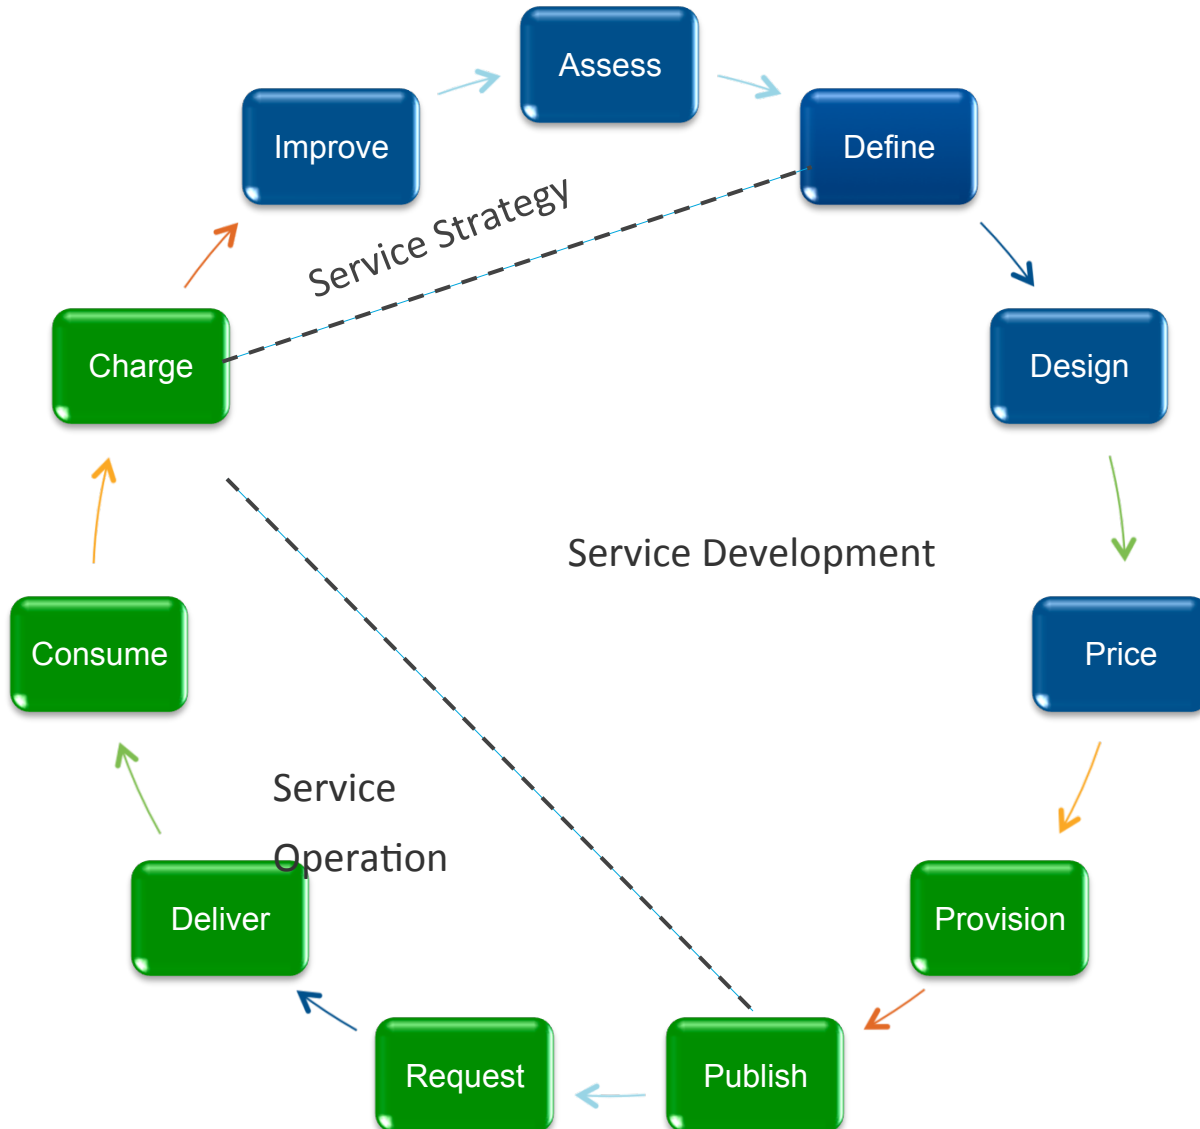 Assess
Improve
Define
Service Strategy
Charge
Design
Service Development
Consume
Price
Service
Operation
Deliver
Provision
Request
Publish